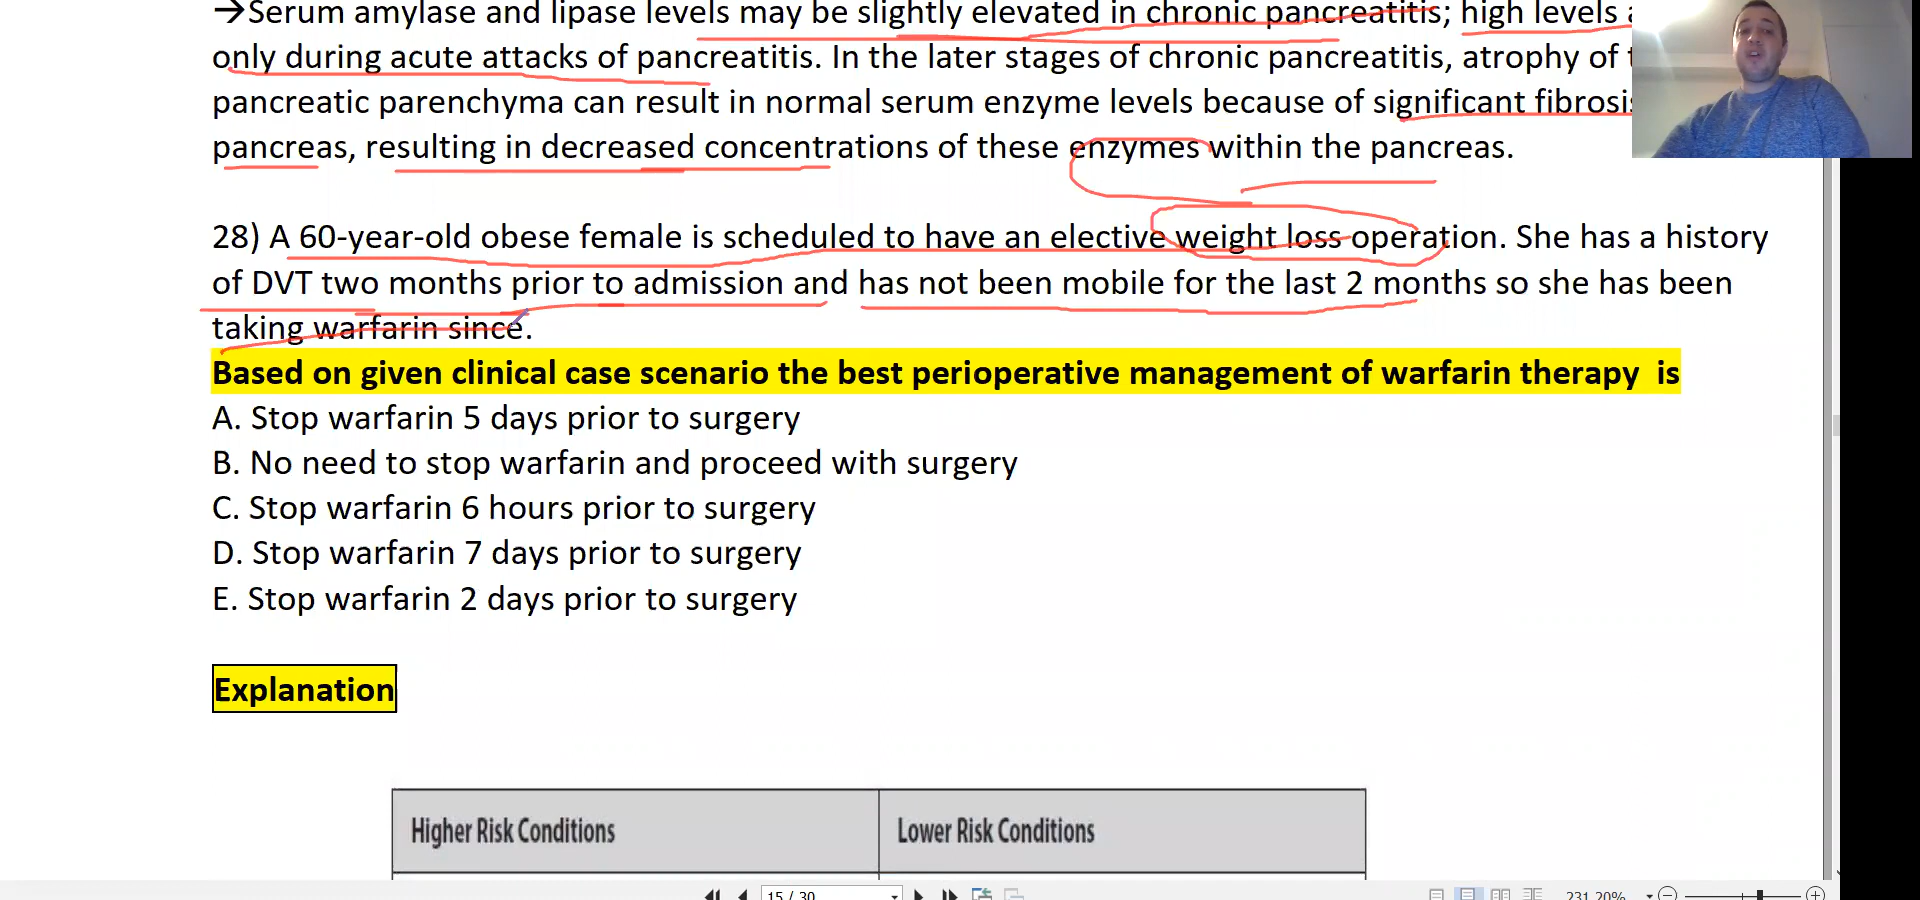 →Serum amylase and lipase levels may be slightly elevated in chronic pancreatitis; high levels
only during acute attacks of pancreatitis. In the later stages of chronic pancreatitis, atrophy of
pancreatic parenchyma can result in normal serum enzyme levels because of significant fibrosis
pancreas, resulting in decreased concentrations of these enzymes within the pancreas.
28) A 60-year-old obese female is scheduled to have an elective weight loss operation. She has a history
of DVT two months prior to admission and has not been mobile for the last 2 months so she has been
taking warfarin since.
Based on given clinical case scenario the best perioperative management of warfarin therapy is
A. Stop warfarin 5 days prior to surgery
B. No need to stop warfarin and proceed with surgery
C. Stop warfarin 6 hours prior to surgery
D. Stop warfarin 7 days prior to surgery
E. Stop warfarin 2 days prior to surgery
Explanation
Higher Risk Conditions
Lower Risk Conditions
15 / 30
231.20%